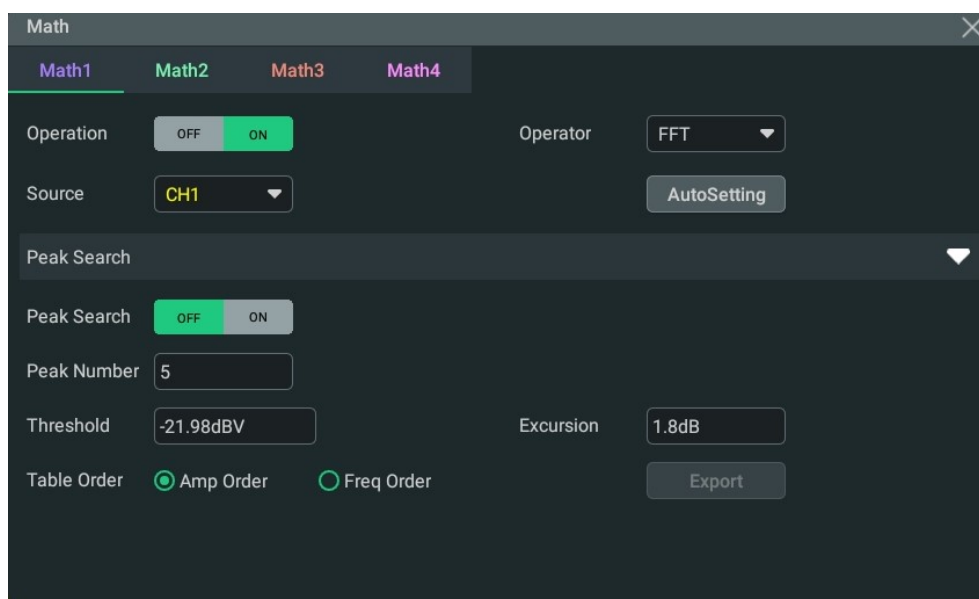 Math
Math1 Math2 Math3 Math4
Operation OFF ON Operator FFT
Source CH1 AutoSetting
Peak Search
Peak Search OFF ON
Peak Number 5
Threshold -21.98dBV Excursion 1.8dB
Table Order Amp Order Freq Order Export